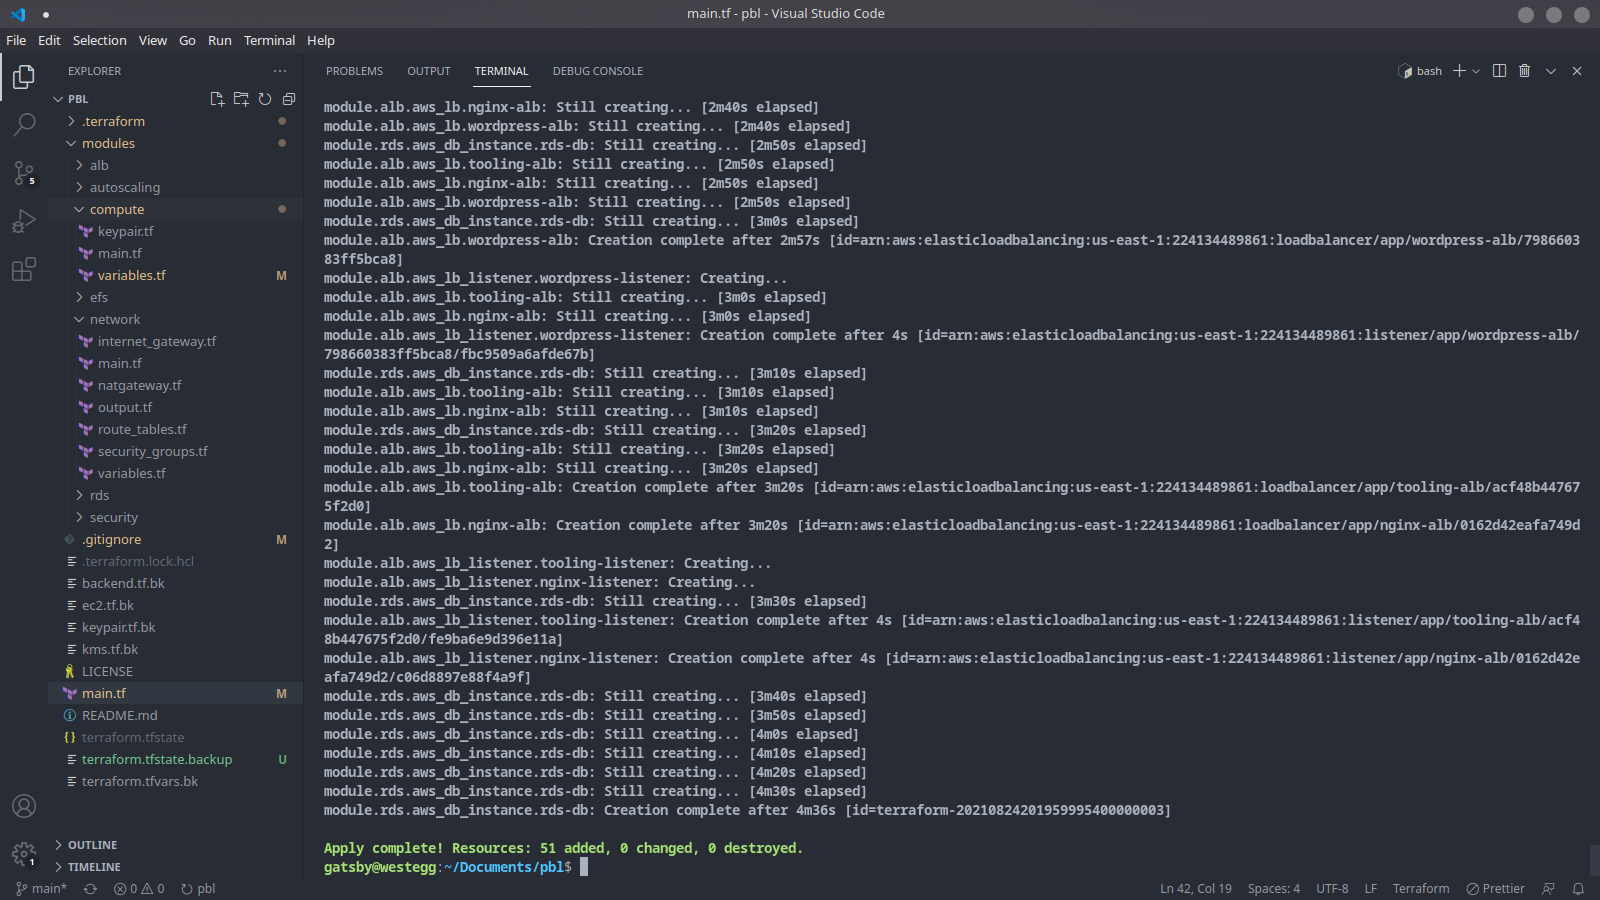 main.tf - pbl - Visual Studio Code
File Edit Selection View Go Run Terminal Help
EXPLORER
PBL
.terraform
modules
alb
autoscaling
compute
keypair.tf
main.tf
variables.tf M
efs
network
internet_gateway.tf
main.tf
natgateway.tf
output.tf
route_tables.tf
security_groups.tf
variables.tf
rds
security
.gitignore M
.terraform.lock.hcl
backend.tf.bk
ec2.tf.bk
keypair.tf.bk
kms.tf.bk
LICENSE
main.tf M
README.md
terraform.tfstate
terraform.tfstate.backup U
terraform.tfvars.bk
OUTLINE
TIMELINE
5
1
PROBLEMS OUTPUT TERMINAL DEBUG CONSOLE
bash
module.alb.aws_lb.nginx-alb: Still creating... [2m40s elapsed]
module.alb.aws_lb.wordpress-alb: Still creating... [2m40s elapsed]
module.rds.aws_db_instance.rds-db: Still creating... [2m50s elapsed]
module.alb.aws_lb.tooling-alb: Still creating... [2m50s elapsed]
module.alb.aws_lb.nginx-alb: Still creating... [2m50s elapsed]
module.alb.aws_lb.wordpress-alb: Still creating... [2m50s elapsed]
module.rds.aws_db_instance.rds-db: Still creating... [3m0s elapsed]
module.alb.aws_lb.wordpress-alb: Creation complete after 2m57s [id=arn:aws:elasticloadbalancing:us-east-1:224134489861:loadbalancer/app/wordpress-alb/798660
383ff5bca8]
module.alb.aws_lb_listener.wordpress-listener: Creating...
module.alb.aws_lb.tooling-alb: Still creating... [3m0s elapsed]
module.alb.aws_lb.nginx-alb: Still creating... [3m0s elapsed]
module.alb.aws_lb_listener.wordpress-listener: Creation complete after 4s [id=arn:aws:elasticloadbalancing:us-east-1:224134489861:listener/app/wordpress-alb/
798660383ff5bca8/fbc9509a6afde67b]
module.rds.aws_db_instance.rds-db: Still creating... [3m10s elapsed]
module.alb.aws_lb.tooling-alb: Still creating... [3m10s elapsed]
module.alb.aws_lb.nginx-alb: Still creating... [3m10s elapsed]
module.rds.aws_db_instance.rds-db: Still creating... [3m20s elapsed]
module.alb.aws_lb.tooling-alb: Still creating... [3m20s elapsed]
module.alb.aws_lb.nginx-alb: Still creating... [3m20s elapsed]
module.alb.aws_lb.tooling-alb: Creation complete after 3m20s [id=arn:aws:elasticloadbalancing:us-east-1:224134489861:loadbalancer/app/tooling-alb/acf48b44767
5f2d0]
module.alb.aws_lb.nginx-alb: Creation complete after 3m20s [id=arn:aws:elasticloadbalancing:us-east-1:224134489861:loadbalancer/app/nginx-alb/0162d42eafa749d
2]
module.alb.aws_lb_listener.tooling-listener: Creating...
module.alb.aws_lb_listener.nginx-listener: Creating...
module.rds.aws_db_instance.rds-db: Still creating... [3m30s elapsed]
module.alb.aws_lb_listener.tooling-listener: Creation complete after 4s [id=arn:aws:elasticloadbalancing:us-east-1:224134489861:listener/app/tooling-alb/acf4
8b447675f2d0/fe9ba6e9d396e11a]
module.alb.aws_lb_listener.nginx-listener: Creation complete after 4s [id=arn:aws:elasticloadbalancing:us-east-1:224134489861:listener/app/nginx-alb/0162d42e
afa749d2/c06d8897e88f4a9f]
module.rds.aws_db_instance.rds-db: Still creating... [3m40s elapsed]
module.rds.aws_db_instance.rds-db: Still creating... [3m50s elapsed]
module.rds.aws_db_instance.rds-db: Still creating... [4m0s elapsed]
module.rds.aws_db_instance.rds-db: Still creating... [4m10s elapsed]
module.rds.aws_db_instance.rds-db: Still creating... [4m20s elapsed]
module.rds.aws_db_instance.rds-db: Still creating... [4m30s elapsed]
module.rds.aws_db_instance.rds-db: Creation complete after 4m36s [id=terraform-20210824201959995400000003]
Apply complete! Resources: 51 added, 0 changed, 0 destroyed.
gatsby@westegg:~/Documents/pbl$
main* 0 0 pbl Ln 42, Col 19 Spaces: 4 UTF-8 LF Terraform Prettier